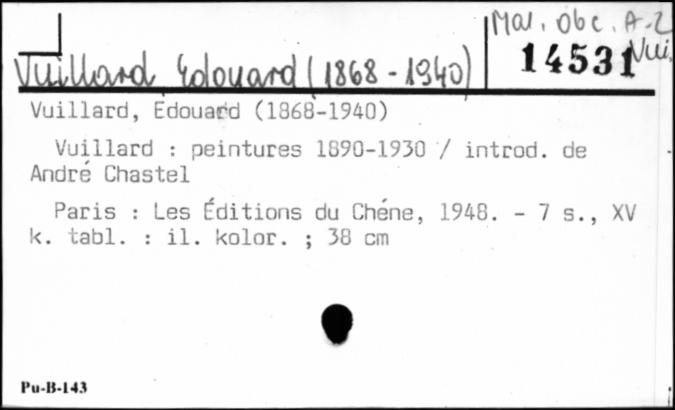 Mal. Obc. A-Z
14531 Vui.
Vuillard Edouard (1868-1940)
Vuillard, Edouard (1868-1940)
Vuillard : peintures 1890-1930 / introd. de
André Chastel
Paris : Les Éditions du Chéne, 1948. - 7 s., XV
k. tabl. : il. kolor. ; 38 cm
Pu-B-143